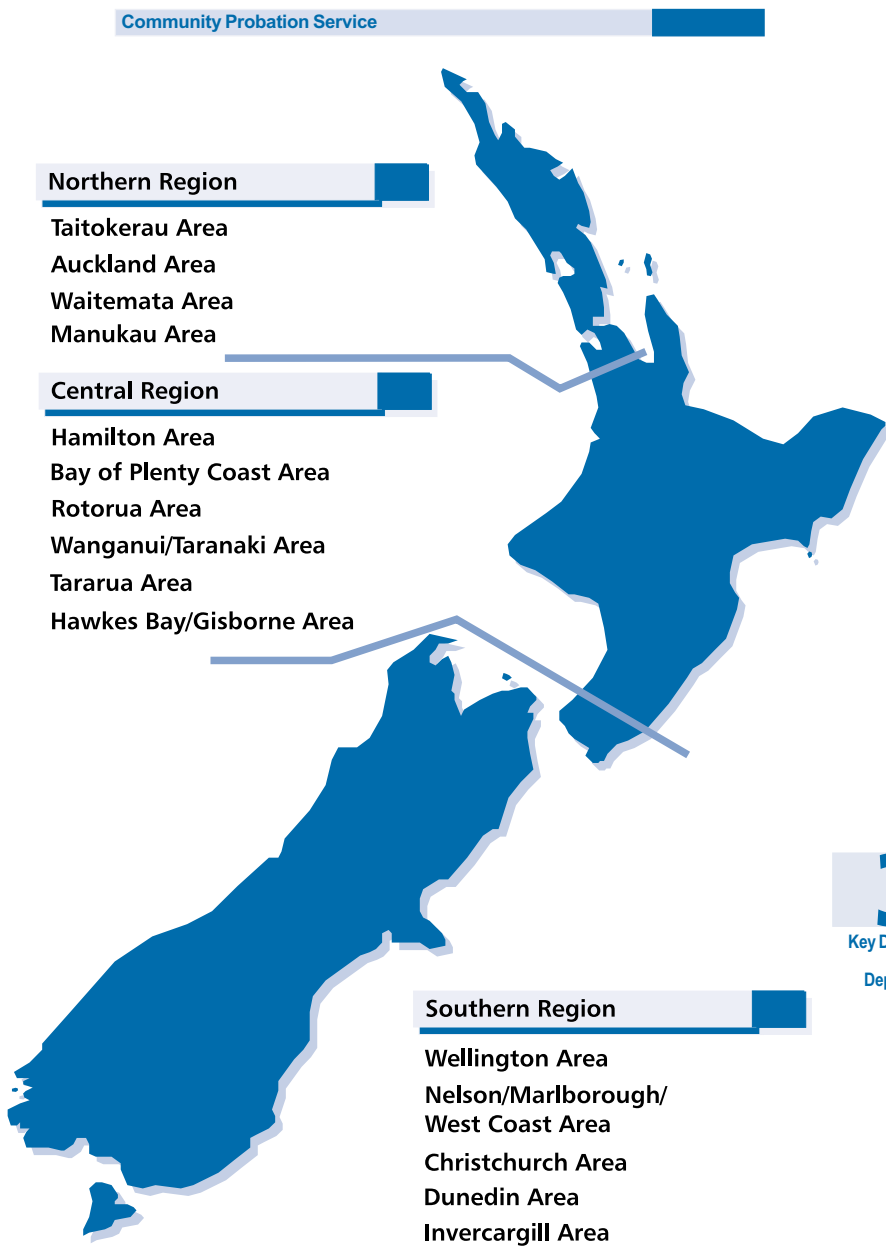 Community Probation Service
Northern Region
Taitokerau Area
Auckland Area
Waitemata Area
Manukau Area
Central Region
Hamilton Area
Bay of Plenty Coast Area
Rotorua Area
Wanganui/Taranaki Area
Tararua Area
Hawkes Bay/Gisborne Area
Key
Southern Region
Wellington Area
Nelson/Marlborough/
West Coast Area
Christchurch Area
Dunedin Area
Invercargill Area